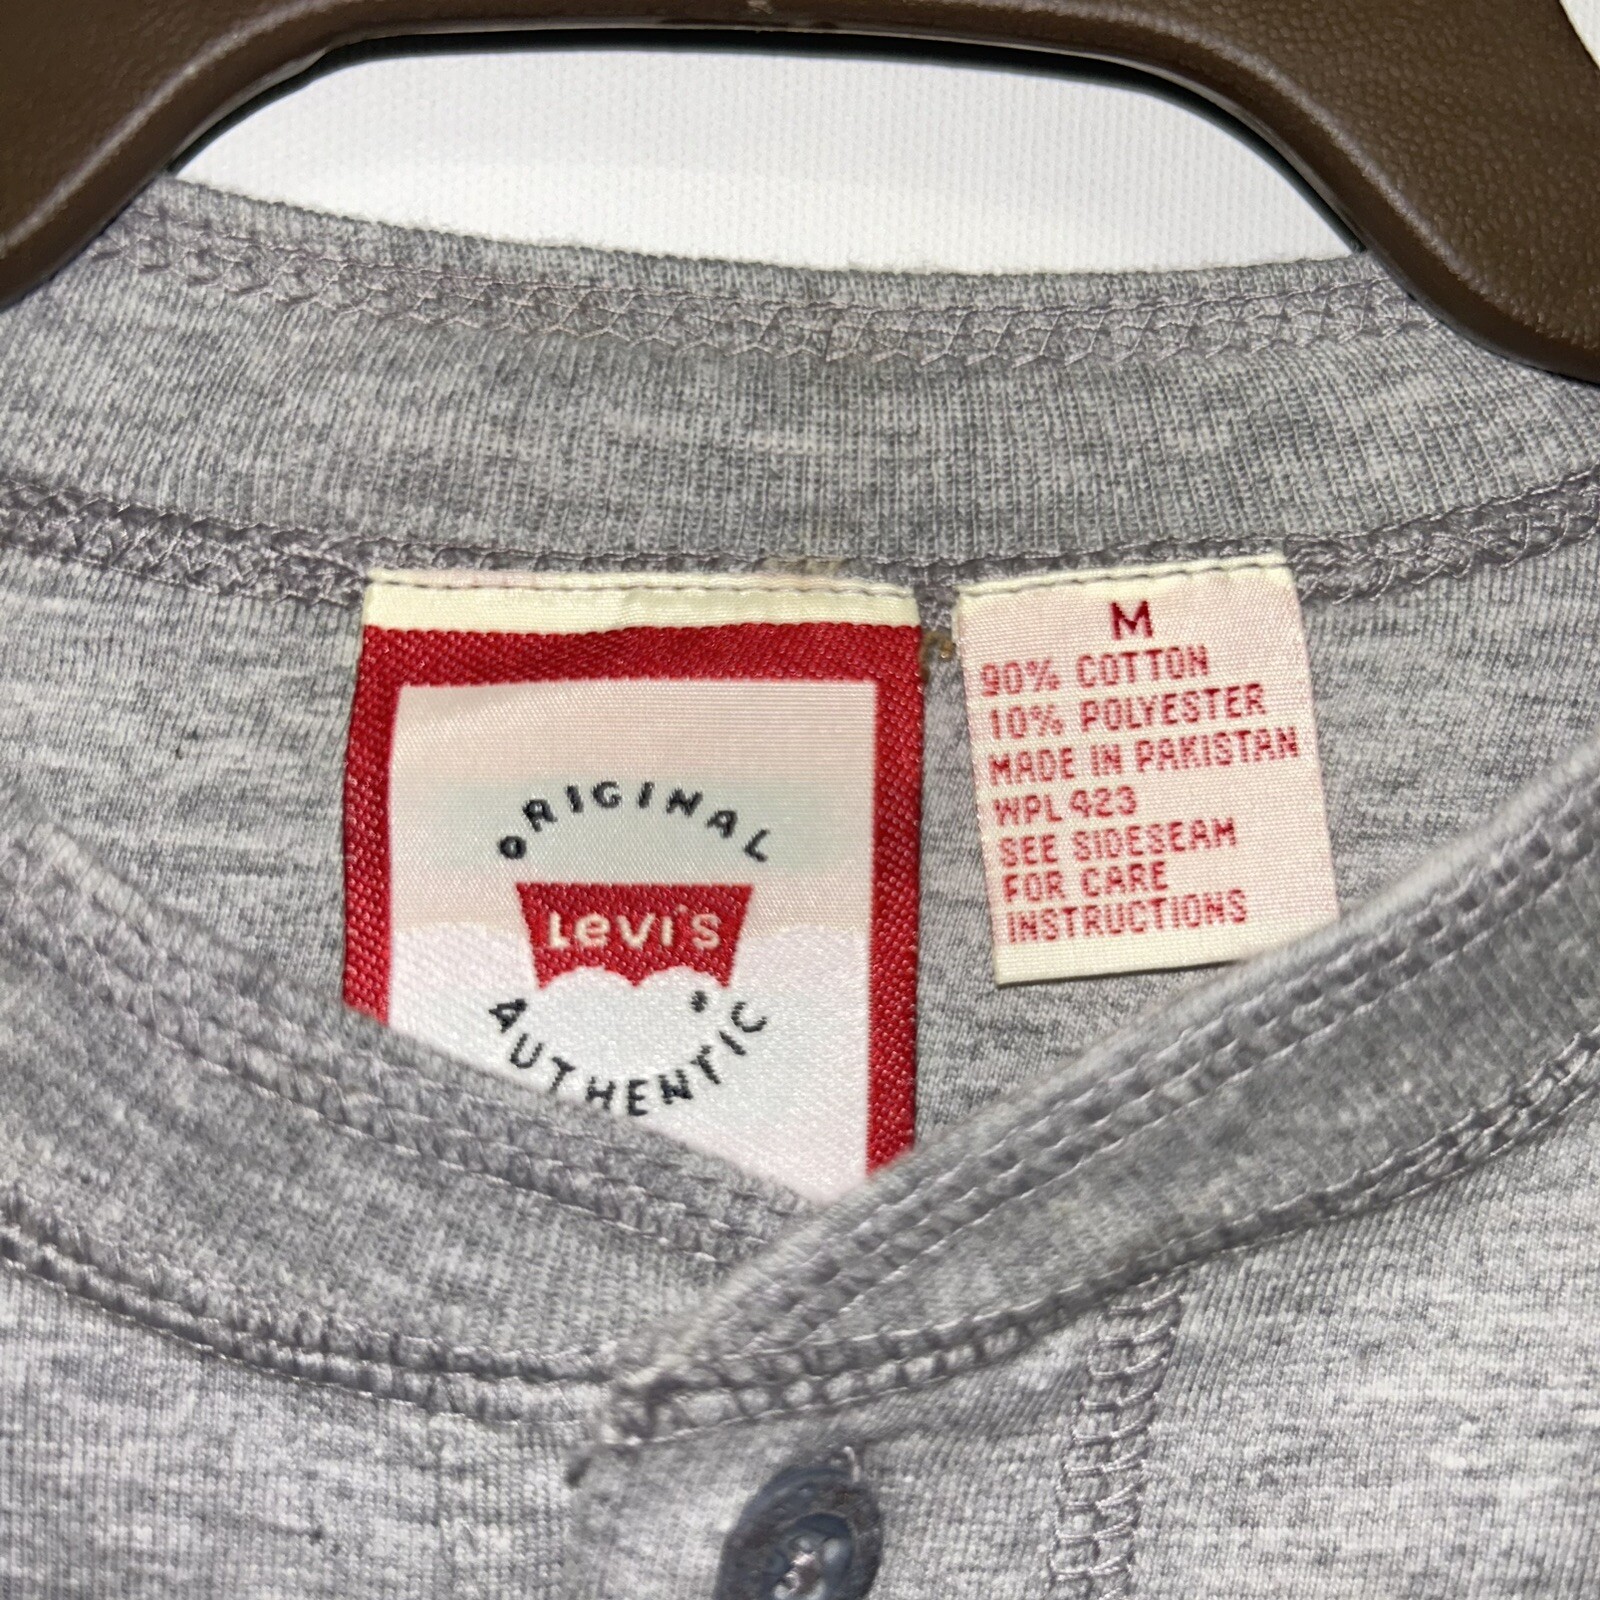 ORIGINAL
Levi's
AUTHENTIC
M
90% COTTON
10% POLYESTER
MADE IN PAKISTAN
WPL 423
SEE SIDESEAM
FOR CARE
INSTRUCTIONS